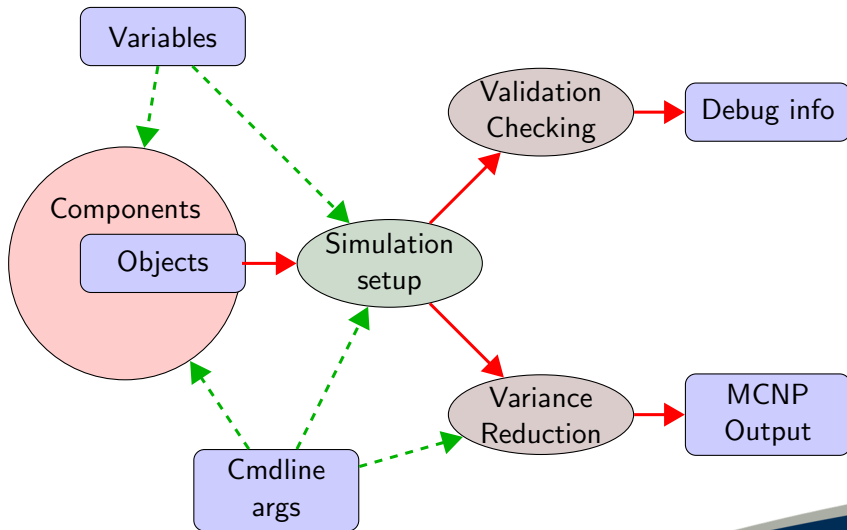 Variables
Validation
Checking
Debug info
Components
Objects
Simulation
setup
Variance
Reduction
MCNP
Output
Cmdline
args